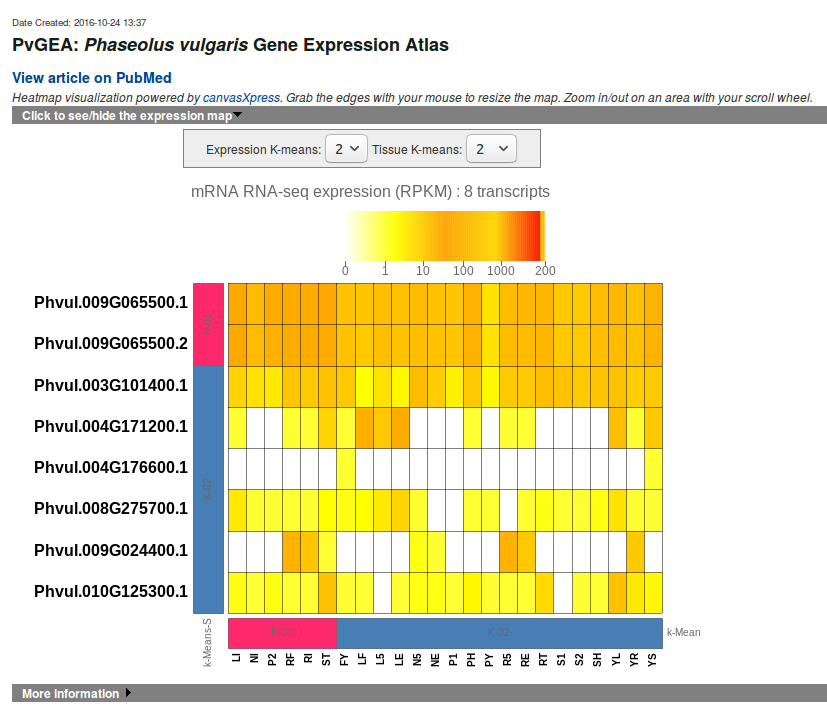 Date Created: 2016-10-24 13:37
PvGEA: Phaseolus vulgaris Gene Expression Atlas
View article on PubMed
Heatmap visualization powered by canvasXpress. Grab the edges with your mouse to resize the map. Zoom in/out on an area with your scroll wheel.
Click to see/hide the expression map
Expression K-means: 2 Tissue K-means: 2
mRNA RNA-seq expression (RPKM) : 8 transcripts
0 1 10 100 1000 200
Phvul.009G065500.1
K-01
Phvul.009G065500.2
Phvul.003G101400.1
Phvul.004G171200.1
Phvul.004G176600.1
K-02
Phvul.008G275700.1
Phvul.009G024400.1
Phvul.010G125300.1
k-Means-S
K-01 K-02 k-Mean
LI NI P2 RF RI ST FY LF L5 LE N5 NE P1 PH PY R5 RE RT S1 S2 SH YL YR YS
More Information